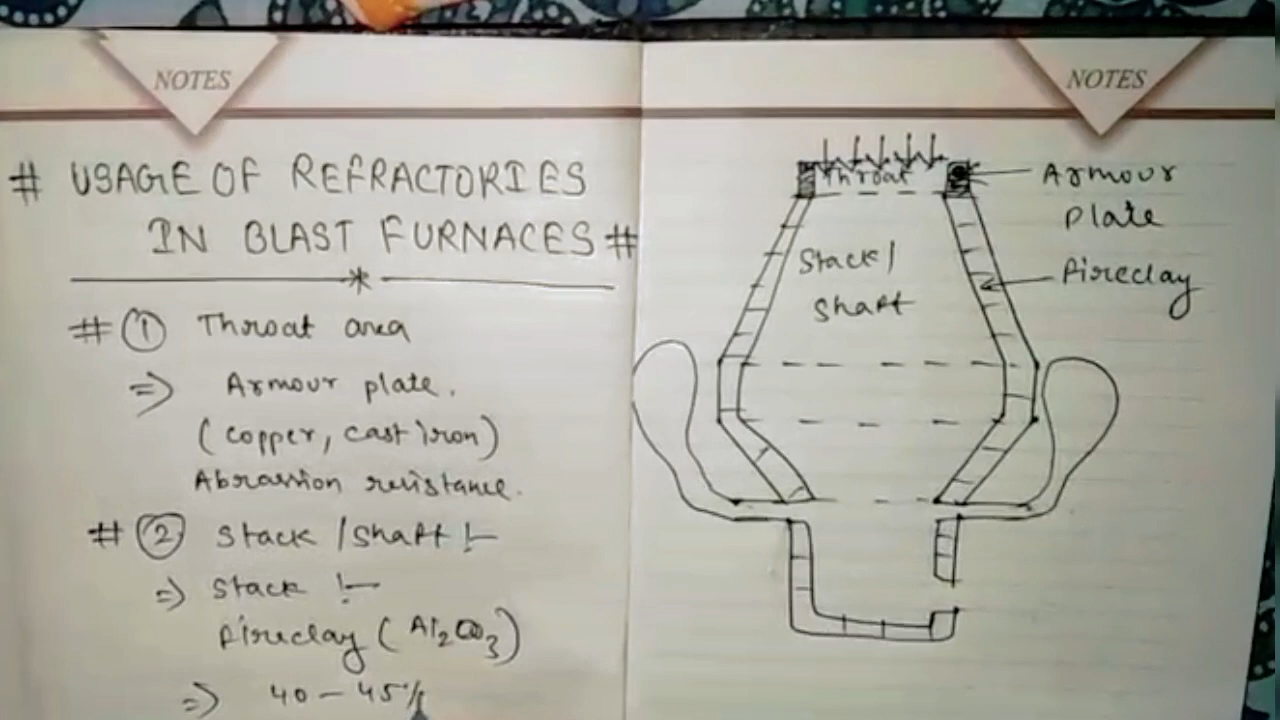 NOTES
# USAGE OF REFRACTORIES
IN BLAST FURNACES #
# ① Throat area
=> Armour plate.
(copper, cast iron)
Abrassion resistance.
# ② Stack / Shaft :-
=> Stack :-
fireclay (Al2O3)
=> 40 - 45%
NOTES
Throat
Armour
plate
Stack/
Shaft
fireclay